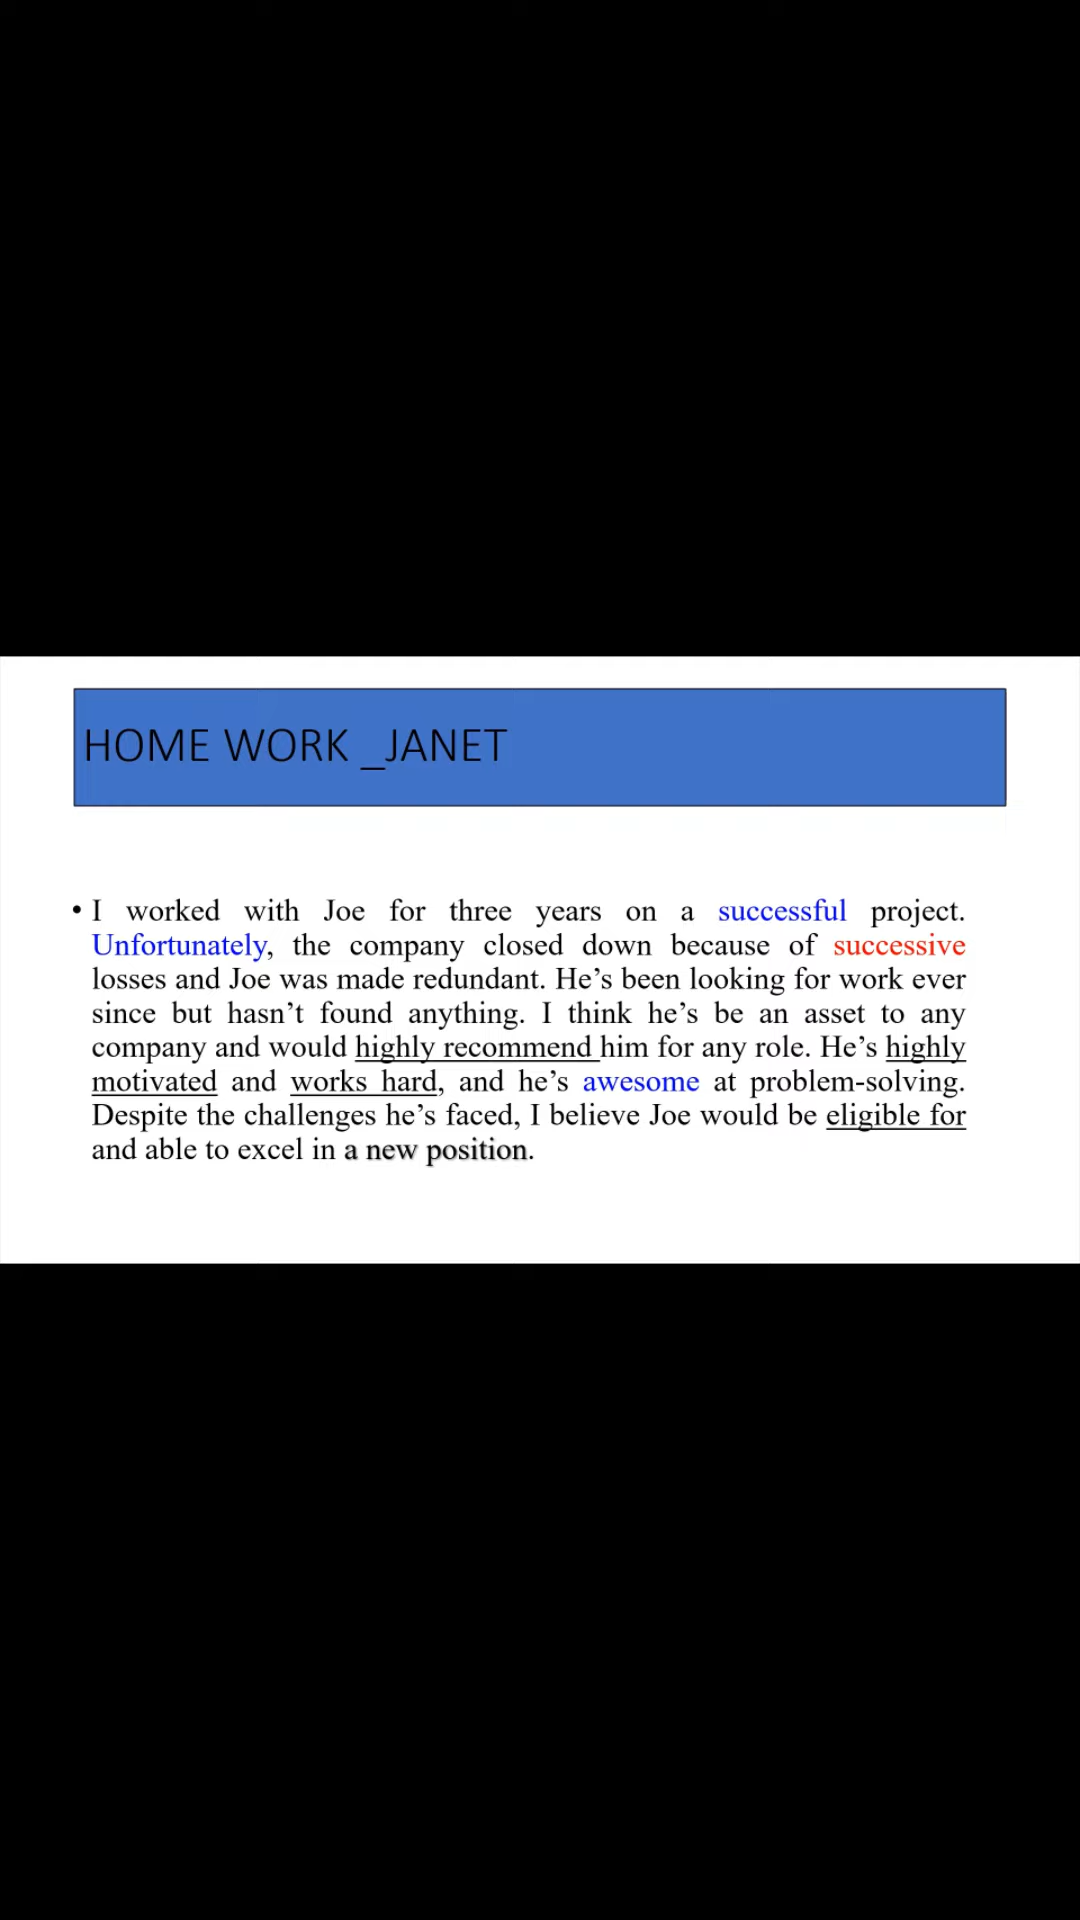 HOME WORK _JANET
• I worked with Joe for three years on a successful project.
Unfortunately, the company closed down because of successive
losses and Joe was made redundant. He’s been looking for work ever
since but hasn’t found anything. I think he’s be an asset to any
company and would highly recommend him for any role. He’s highly
motivated and works hard, and he’s awesome at problem-solving.
Despite the challenges he’s faced, I believe Joe would be eligible for
and able to excel in a new position.